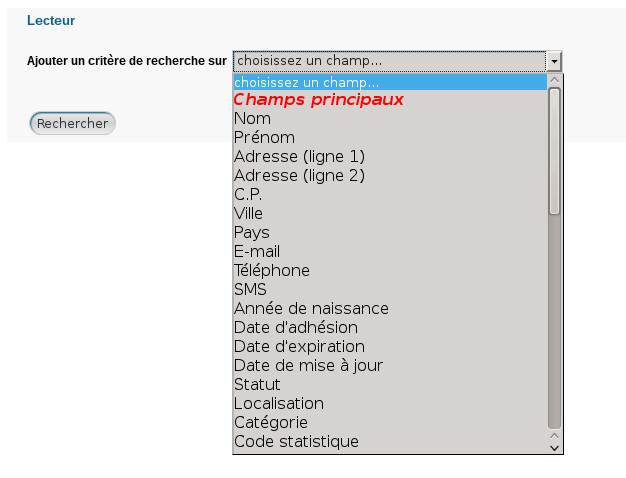 Lecteur
Ajouter un critère de recherche sur choisissez un champ...
choisissez un champ...
Champs principaux
Nom
Prénom
Adresse (ligne 1)
Adresse (ligne 2)
C.P.
Ville
Pays
E-mail
Téléphone
SMS
Année de naissance
Date d'adhésion
Date d'expiration
Date de mise à jour
Statut
Localisation
Catégorie
Code statistique
Rechercher